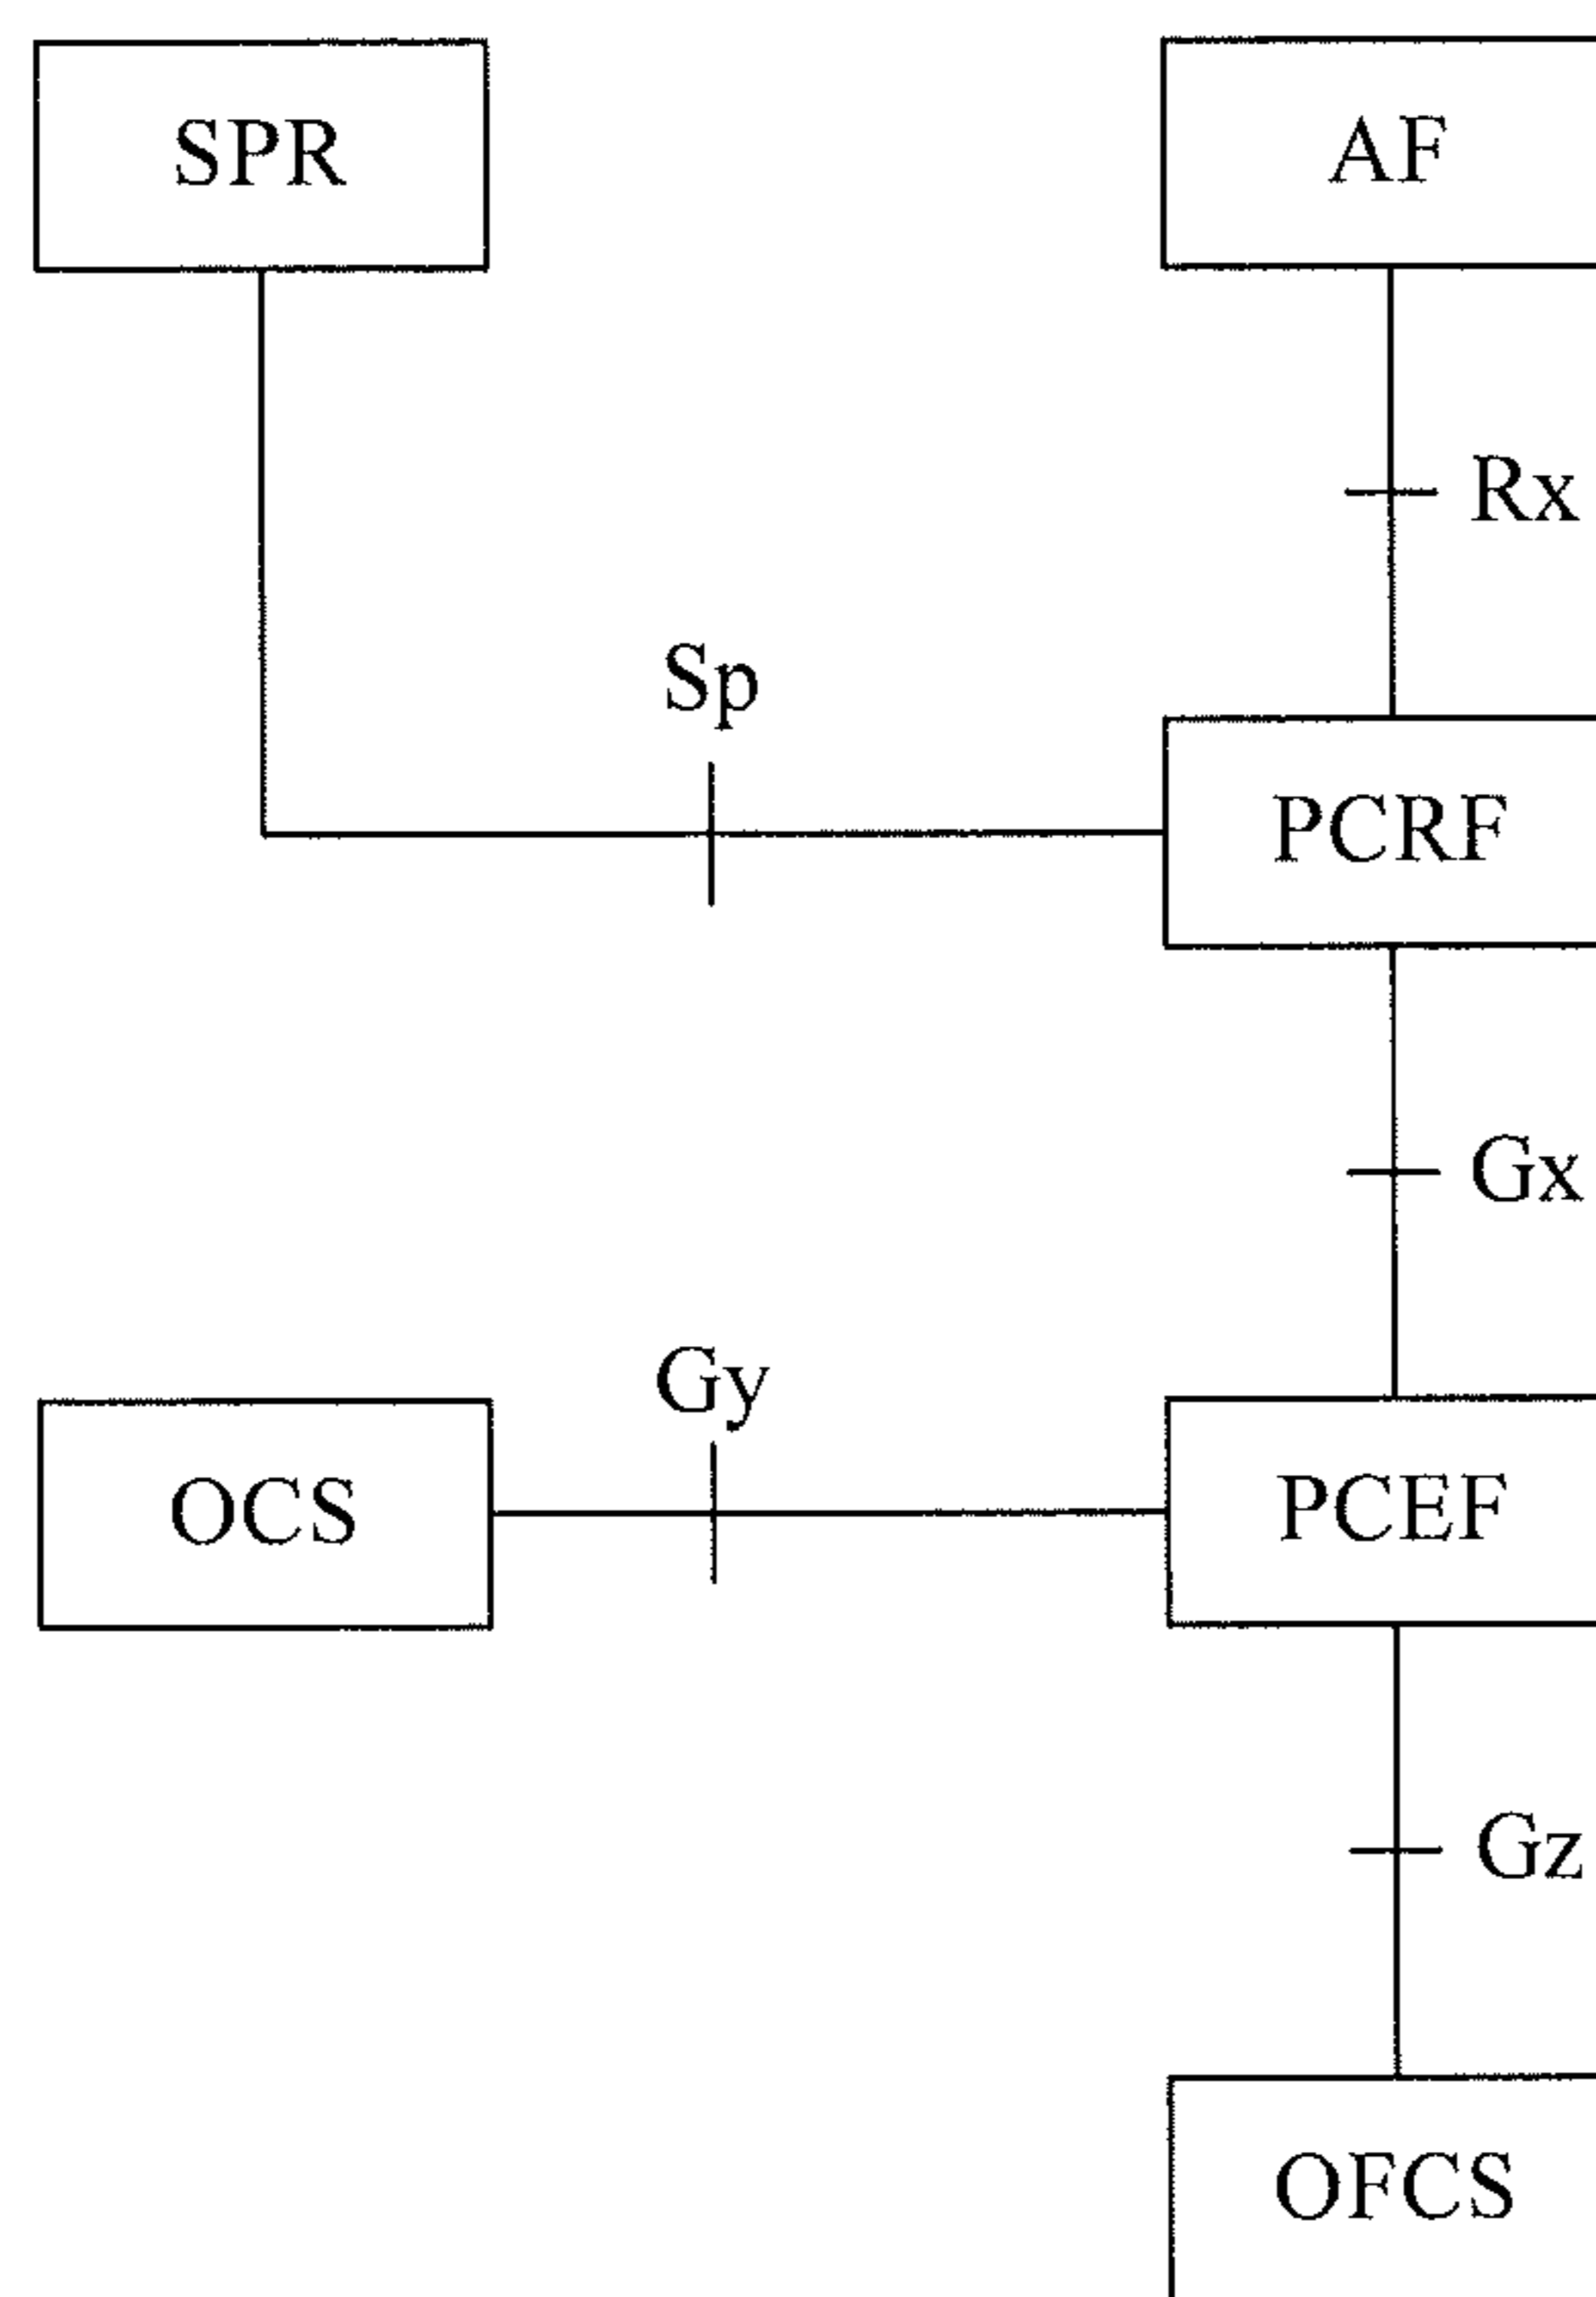 SPR
AF
Rx
Sp
PCRF
Gx
Gy
OCS
PCEF
Gz
OFCS